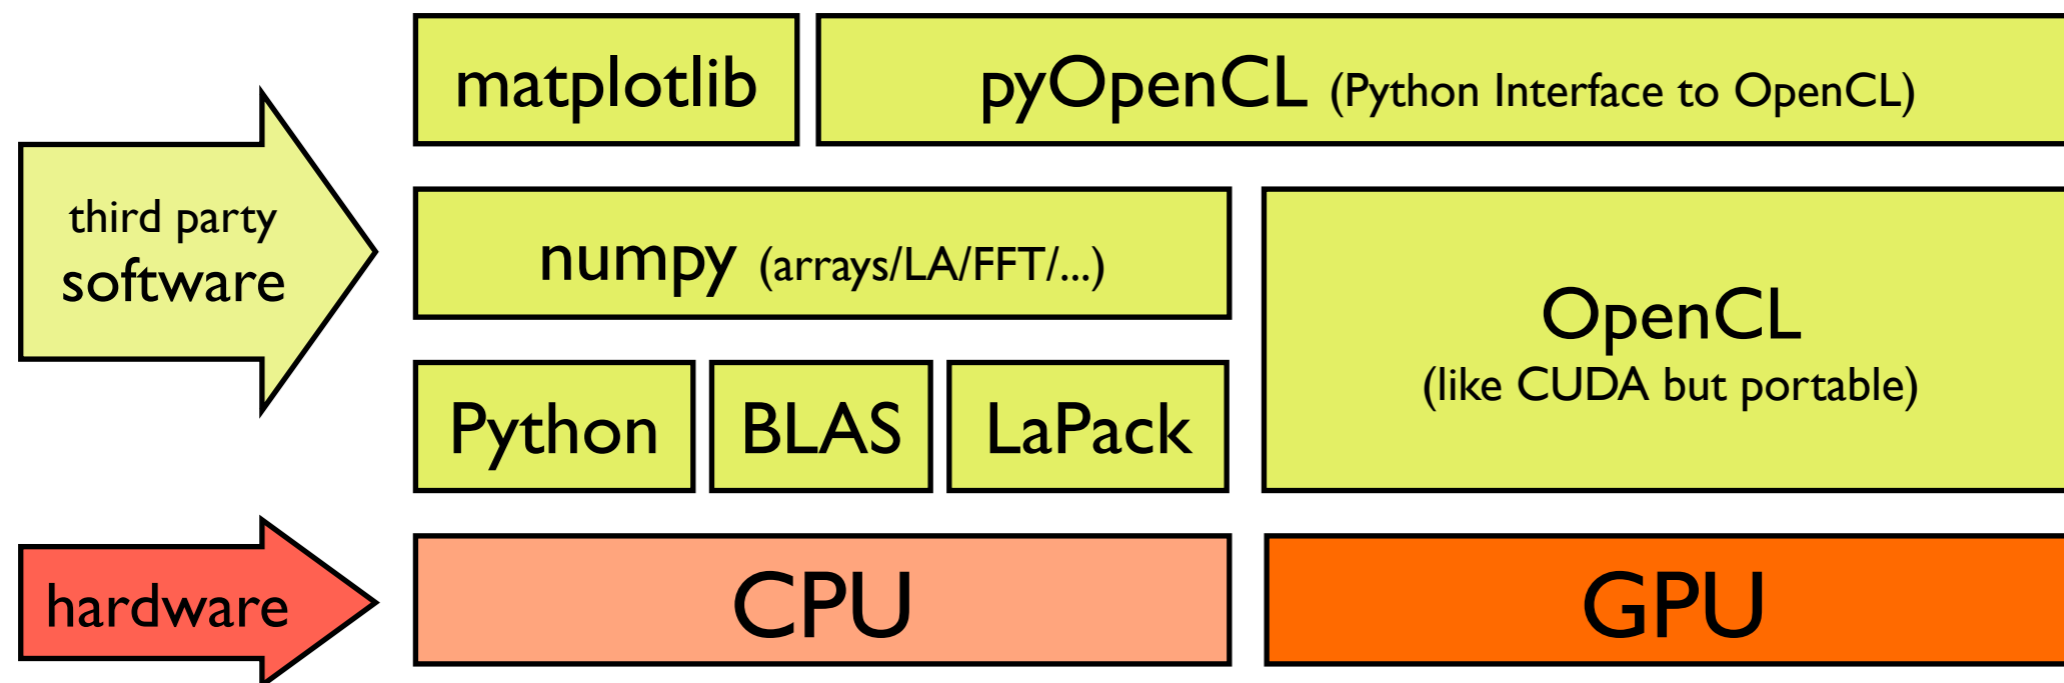 matplotlib
pyOpenCL (Python Interface to OpenCL)
third party
software
numpy (arrays/LA/FFT/...)
OpenCL
(like CUDA but portable)
Python
BLAS
LaPack
hardware
CPU
GPU